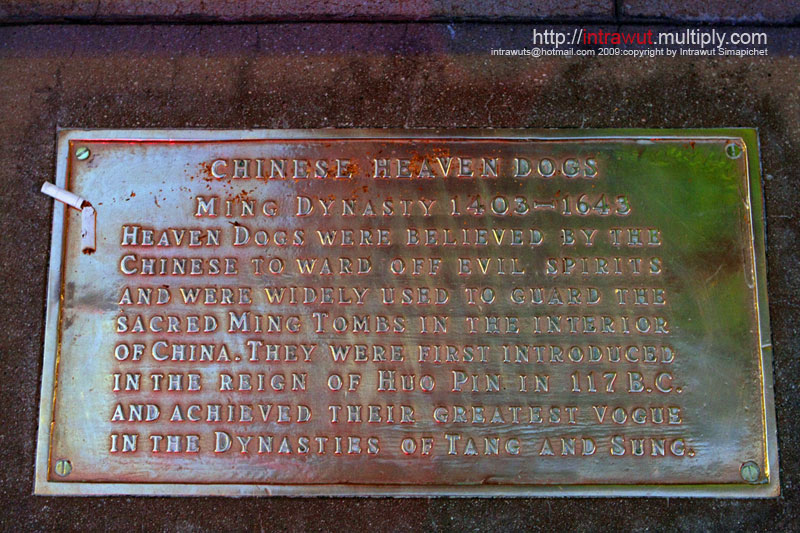 http://intrawut.multiply.com
intrawuts@hotmail.com 2009:copyright by Intrawut Simapichet
CHINESE HEAVEN DOGS
MING DYNASTY 1403-1643
HEAVEN DOGS WERE BELIEVED BY THE
CHINESE TO WARD OFF EVIL SPIRITS
AND WERE WIDELY USED TO GUARD THE
SACRED MING TOMBS IN THE INTERIOR
OF CHINA. THEY WERE FIRST INTRODUCED
IN THE REIGN OF HUO PIN IN 117 B.C.
AND ACHIEVED THEIR GREATEST VOGUE
IN THE DYNASTIES OF TANG AND SUNG.